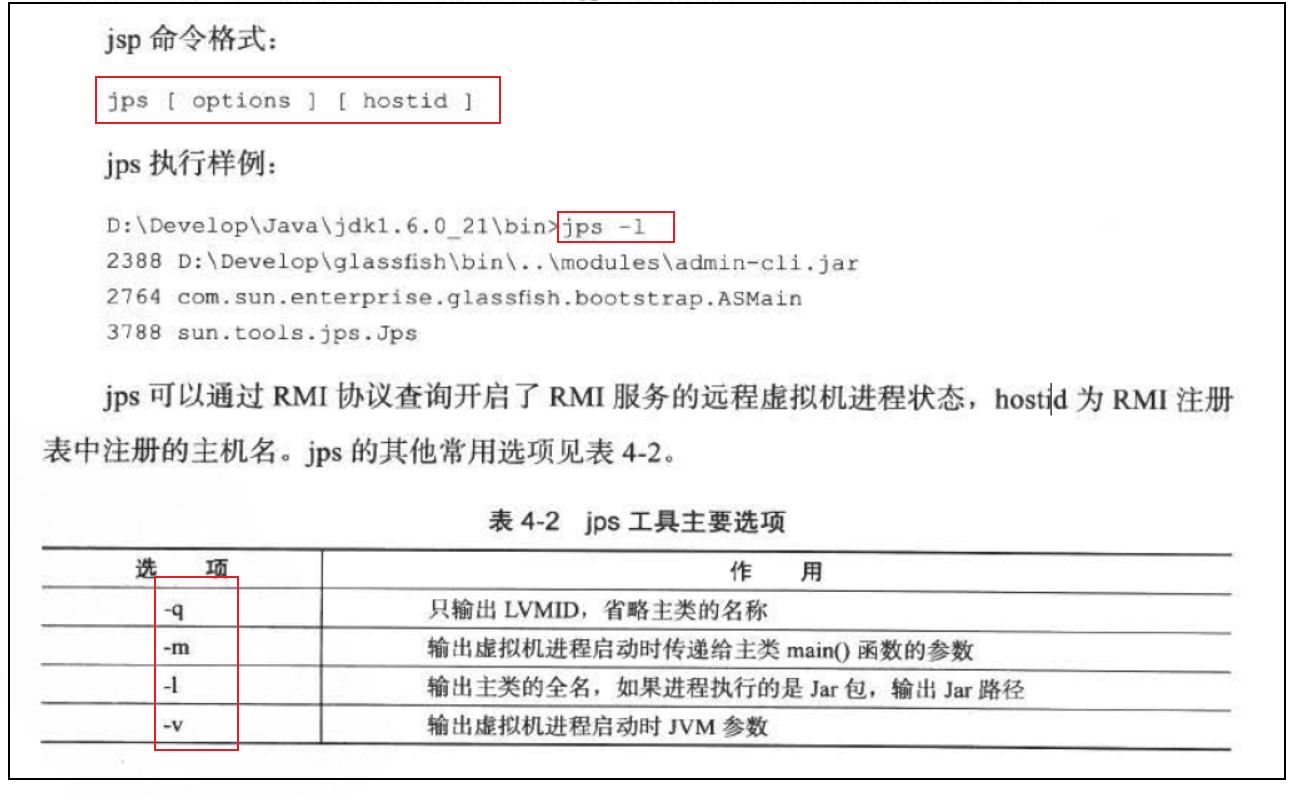 jsp 命令格式：
jps [ options ] [ hostid ]
jps 执行样例：
D:\Develop\Java\jdk1.6.0_21\bin>jps -l
2388 D:\Develop\glassfish\bin\..\modules\admin-cli.jar
2764 com.sun.enterprise.glassfish.bootstrap.ASMain
3788 sun.tools.jps.Jps
jps 可以通过 RMI 协议查询开启了 RMI 服务的远程虚拟机进程状态，hostid 为 RMI 注册
表中注册的主机名。jps 的其他常用选项见表 4-2。
表 4-2 jps 工具主要选项
选 项 作 用
-q 只输出 LVMID，省略主类的名称
-m 输出虚拟机进程启动时传递给主类 main() 函数的参数
-l 输出主类的全名，如果进程执行的是 Jar 包，输出 Jar 路径
-v 输出虚拟机进程启动时 JVM 参数